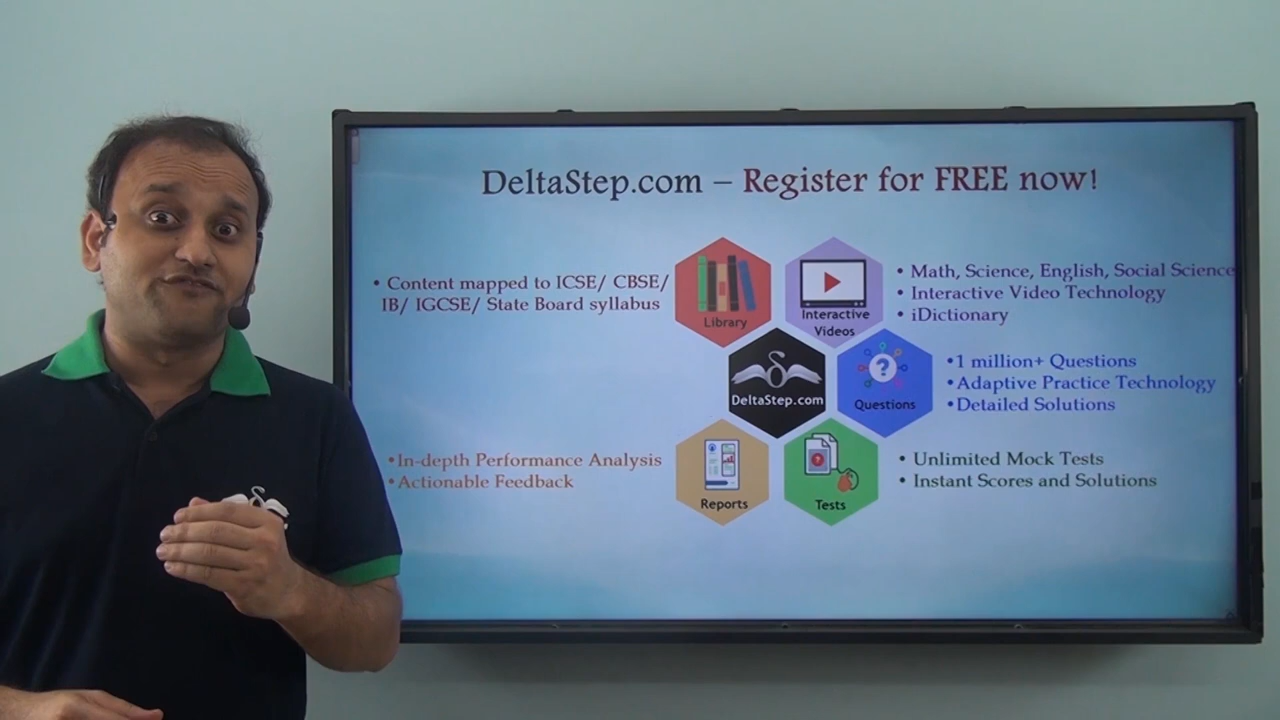 DeltaStep.com – Register for FREE now!
• Content mapped to ICSE/ CBSE/
IB/ IGCSE/ State Board syllabus
Library
Interactive
Videos
• Math, Science, English, Social Science
• Interactive Video Technology
• iDictionary
DeltaStep.com
Questions
•1 million+ Questions
•Adaptive Practice Technology
•Detailed Solutions
•In-depth Performance Analysis
•Actionable Feedback
Reports
Tests
• Unlimited Mock Tests
• Instant Scores and Solutions